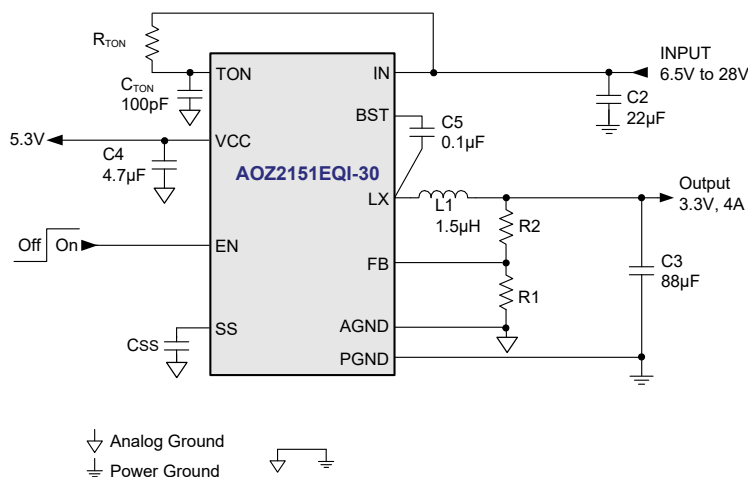 RTON
TON
CTON
100pF
IN
INPUT
6.5V to 28V
C2
22µF
BST
C5
0.1µF
5.3V
VCC
C4
4.7µF
AOZ2151EQI-30
LX
L1
1.5µH
Output
3.3V, 4A
R2
Off
On
EN
FB
C3
88µF
R1
SS
CSS
AGND
PGND
Analog Ground
Power Ground